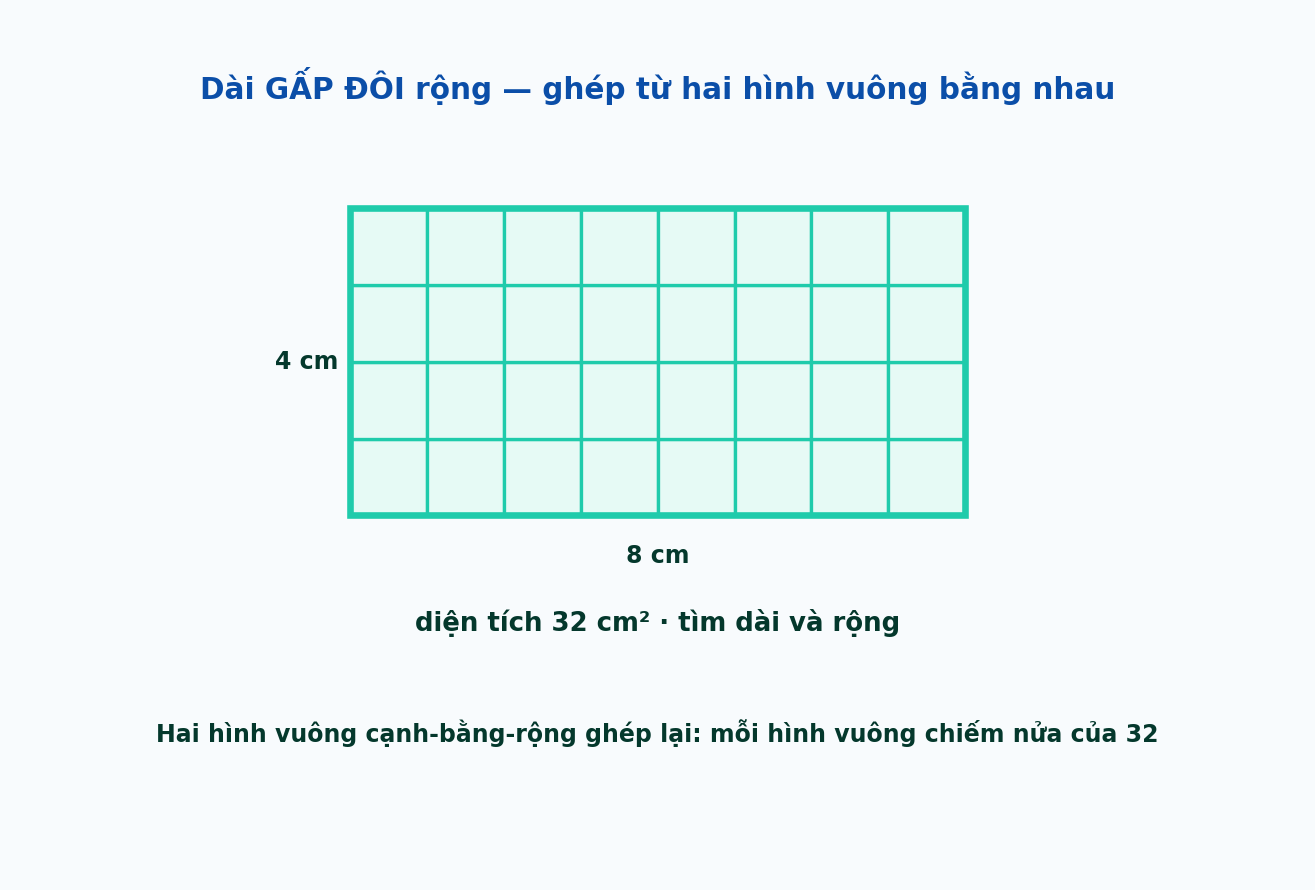 Dài GẤP ĐÔI rộng — ghép từ hai hình vuông bằng nhau
4 cm
8 cm
diện tích 32 cm² · tìm dài và rộng
Hai hình vuông cạnh-bằng-rộng ghép lại: mỗi hình vuông chiếm nửa của 32